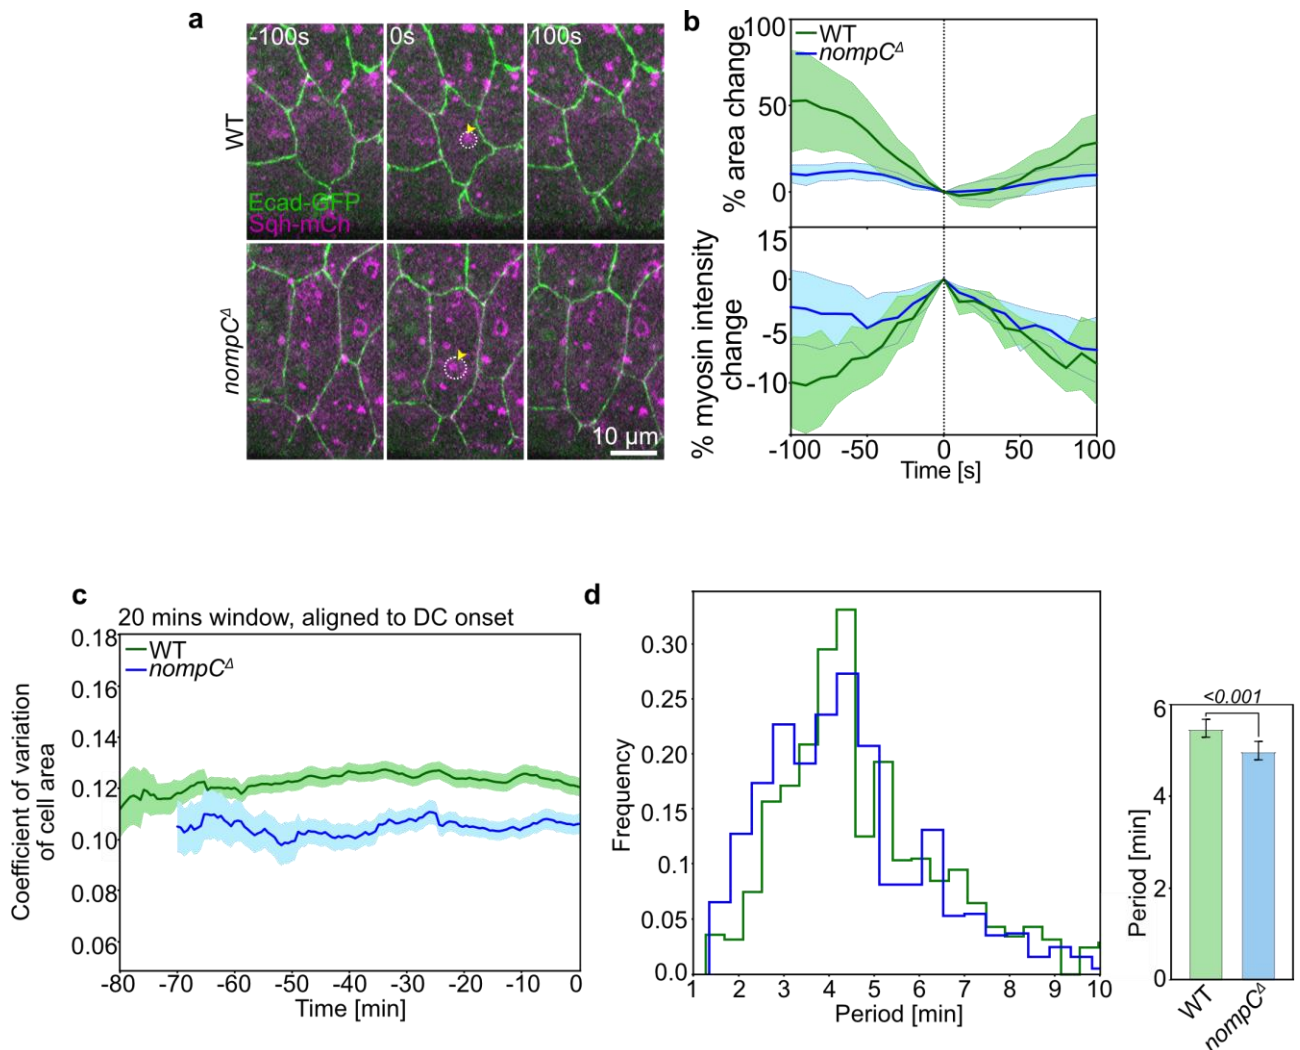 a
-100s
0s
100s
WT
Ecad-GFP
Sqh-mCh
nompCΔ
10 μm
b
WT
nompCΔ
% area change
100
50
0
% myosin intensity
change
15
0
-5
-10
-100
-50
0
50
100
Time [s]
c
20 mins window, aligned to DC onset
WT
nompCΔ
Coefficient of variation
of cell area
0.18
0.16
0.14
0.12
0.10
0.08
0.06
-80
-70
-60
-50
-40
-30
-20
-10
0
Time [min]
d
Frequency
0.30
0.25
0.20
0.15
0.1
0.05
0.0
1
2
3
4
5
6
7
8
9
10
Period [min]
<0.001
Period [min]
6
4
2
0
WT
nompCΔ